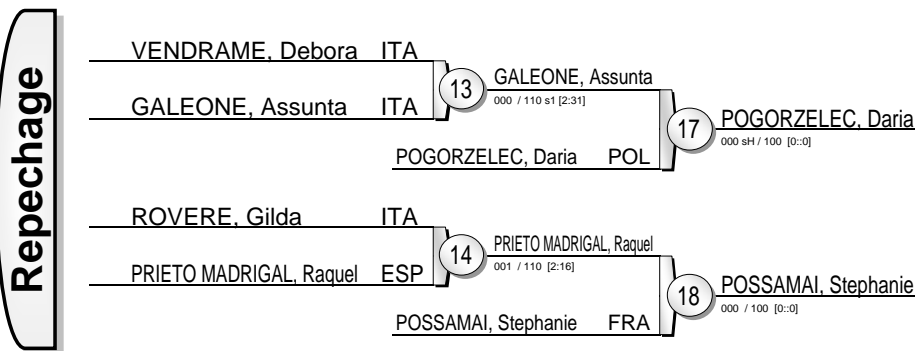 Repechage
VENDRAME, Debora ITA
GALEONE, Assunta ITA
13
GALEONE, Assunta
000 / 110 s1 [2:31]
POGORZELEC, Daria POL
17
POGORZELEC, Daria
000 sH / 100 [0::0]
ROVERE, Gilda ITA
PRIETO MADRIGAL, Raquel ESP
14
PRIETO MADRIGAL, Raquel
001 / 110 [2:16]
POSSAMAI, Stephanie FRA
18
POSSAMAI, Stephanie
000 / 100 [0::0]